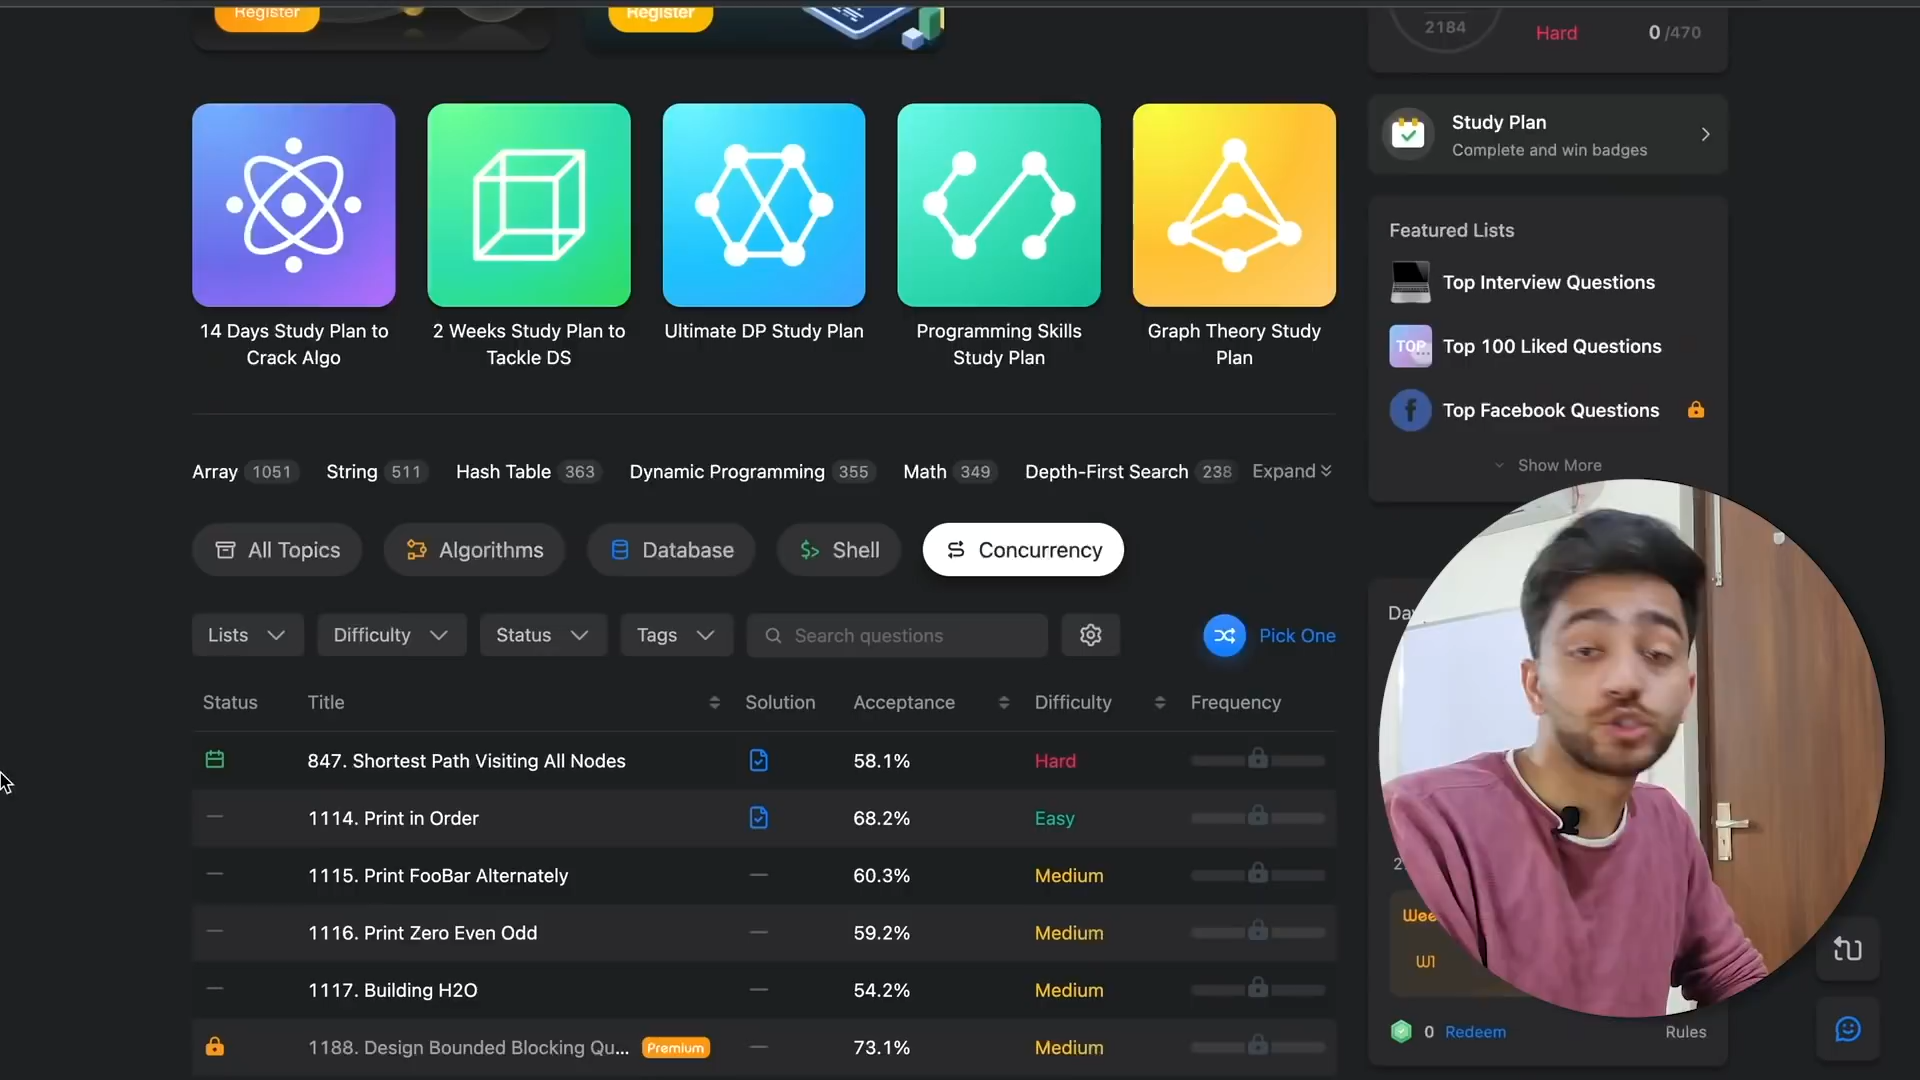 Register
Register
2184
Hard 0 /470
Study Plan
Complete and win badges
14 Days Study Plan to
Crack Algo
2 Weeks Study Plan to
Tackle DS
Ultimate DP Study Plan
Programming Skills
Study Plan
Graph Theory Study
Plan
Featured Lists
Top Interview Questions
TOP
Top 100 Liked Questions
Top Facebook Questions
Show More
Array 1051 String 511 Hash Table 363 Dynamic Programming 355 Math 349 Depth-First Search 238 Expand
All Topics Algorithms Database Shell Concurrency
Lists Difficulty Status Tags Search questions Pick One
Status Title Solution Acceptance Difficulty Frequency
847. Shortest Path Visiting All Nodes 58.1% Hard
1114. Print in Order 68.2% Easy
1115. Print FooBar Alternately 60.3% Medium
1116. Print Zero Even Odd 59.2% Medium
1117. Building H2O 54.2% Medium
1188. Design Bounded Blocking Qu... Premium 73.1% Medium
W1
0 Redeem Rules